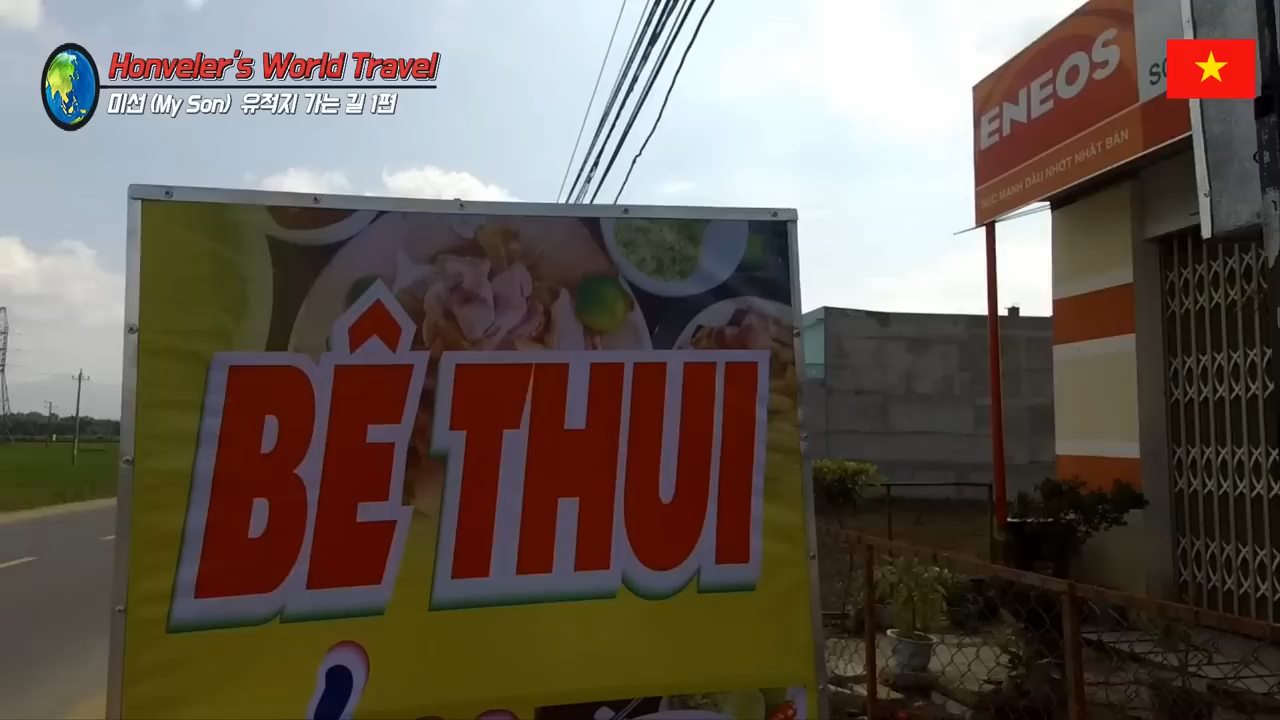 Honveler's World Travel
미선 (My Son) 유적지 가는 길 1편
ENEOS
SỨC MẠNH DẦU NHỚT NHẬT BẢN
BÊ THUI